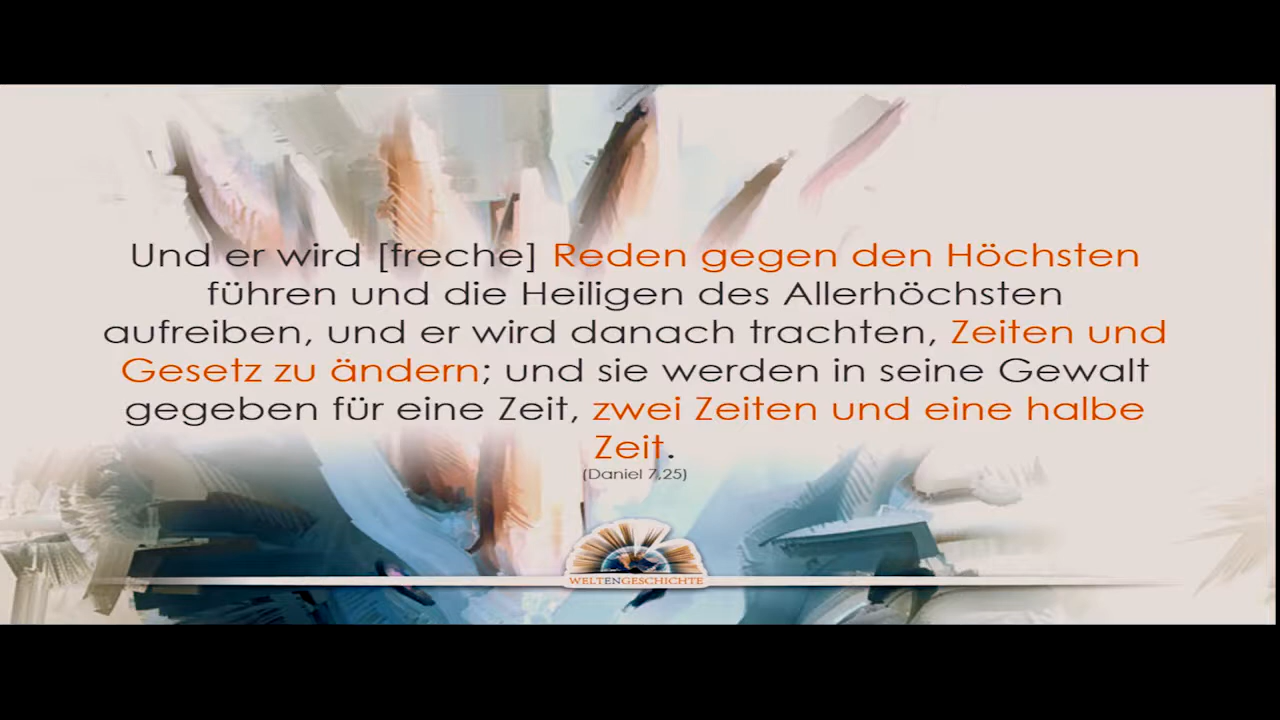 Und er wird [freche] Reden gegen den Höchsten
führen und die Heiligen des Allerhöchsten
aufreiben, und er wird danach trachten, Zeiten und
Gesetz zu ändern; und sie werden in seine Gewalt
gegeben für eine Zeit, zwei Zeiten und eine halbe
Zeit.
(Daniel 7,25)
WELTENGESCHICHTE